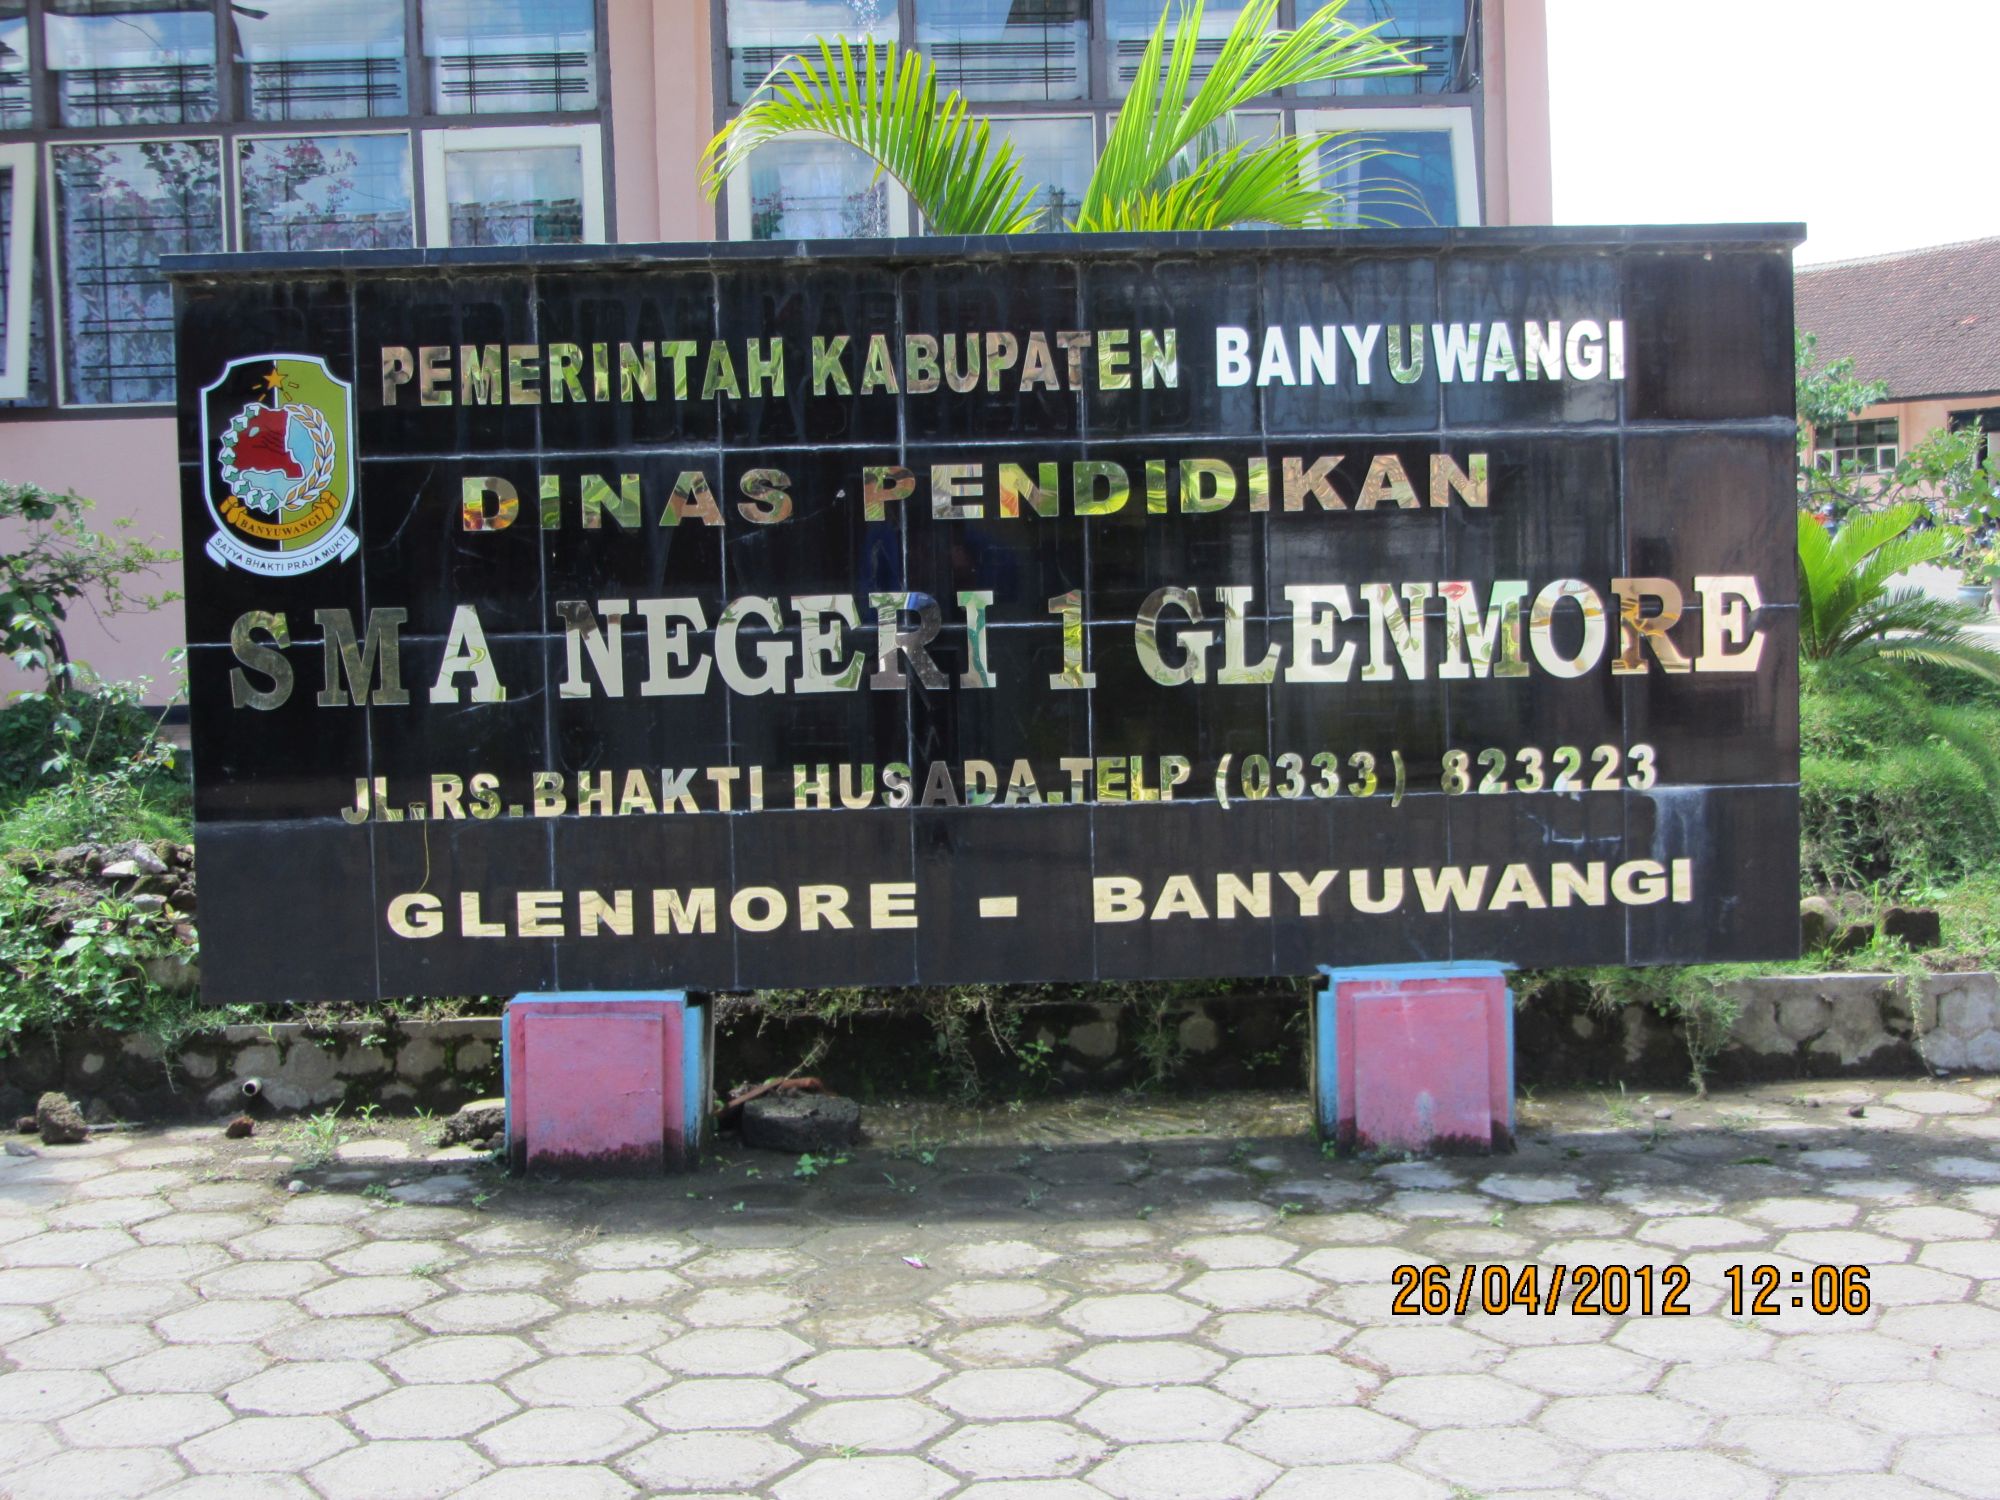 PEMERINTAH KABUPATEN BANYUWANGI
DINAS PENDIDIKAN
BANYUWANGI
SATYA BHAKTI PRAJA MUKTI
SMA NEGERI 1 GLENMORE
JL.RS.BHAKTI HUSADA.TELP (0333) 823223
GLENMORE - BANYUWANGI
26/04/2012 12:06